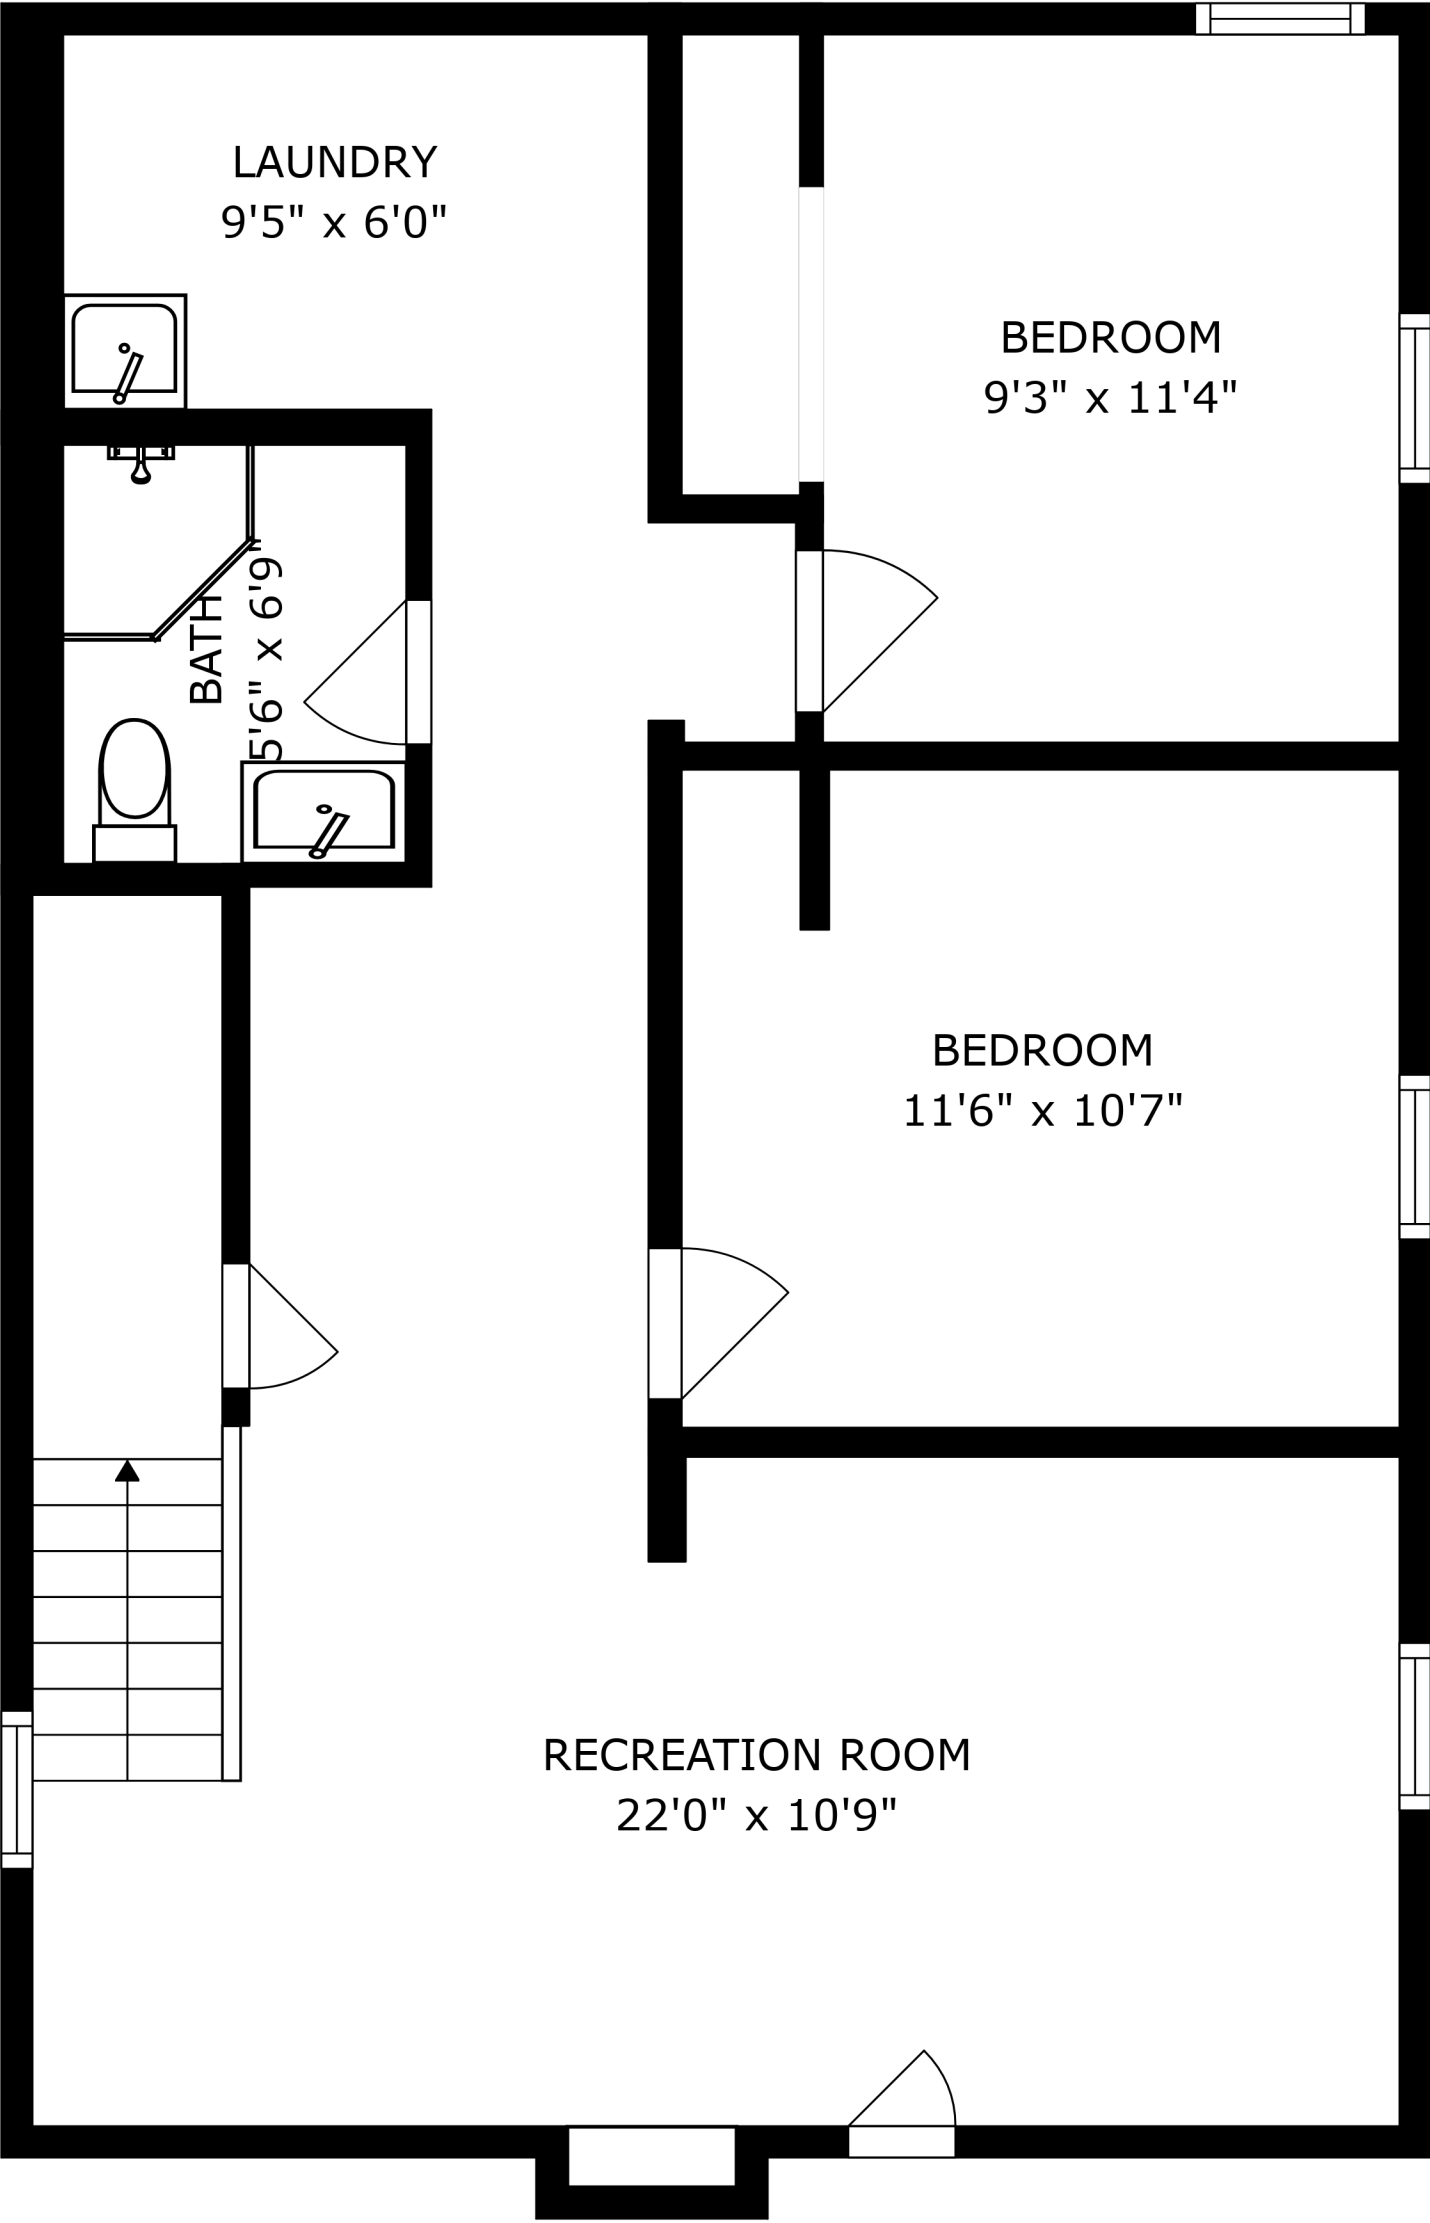 LAUNDRY
9'5" x 6'0"
BEDROOM
9'3" x 11'4"
BATH
5'6" x 6'9"
BEDROOM
11'6" x 10'7"
RECREATION ROOM
22'0" x 10'9"